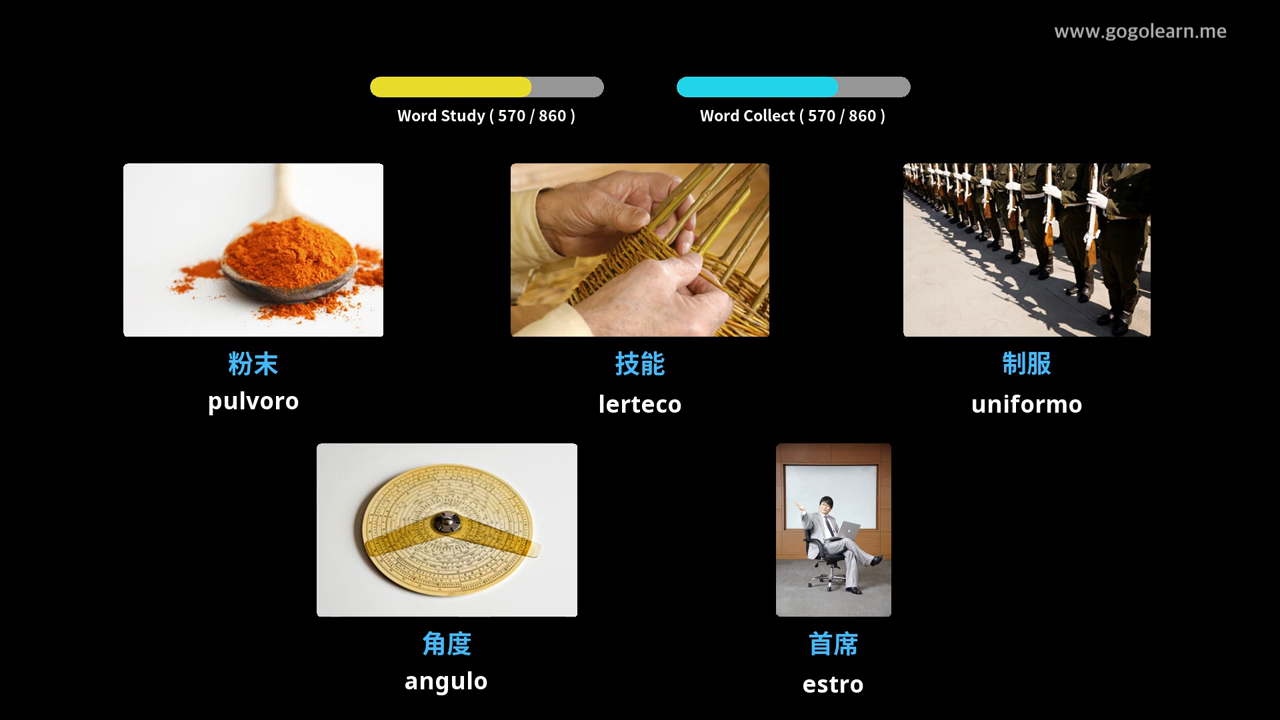 www.gogolearn.me
Word Study ( 570 / 860 )
Word Collect ( 570 / 860 )
粉末
pulvoro
技能
lerteco
制服
uniformo
角度
angulo
首席
estro